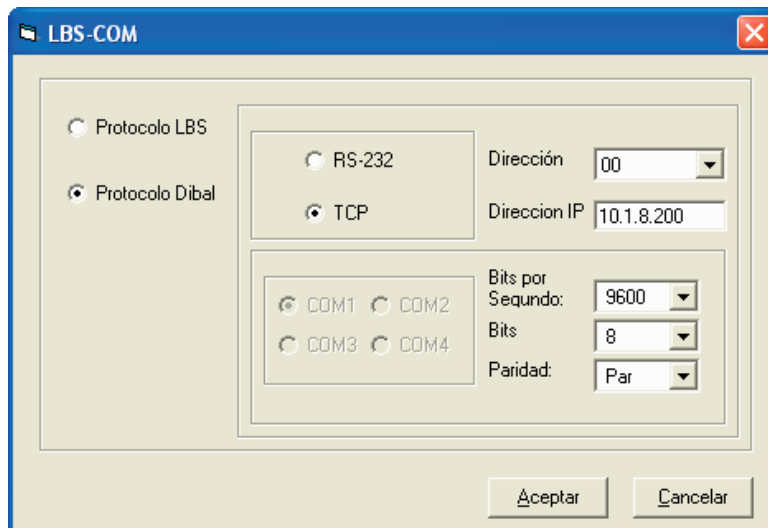 LBS-COM
Protocolo LBS
Protocolo Dibal
RS-232
TCP
Dirección 00
Direccion IP 10.1.8.200
COM1 COM2
COM3 COM4
Bits por
Segundo: 9600
Bits 8
Paridad: Par
Aceptar Cancelar